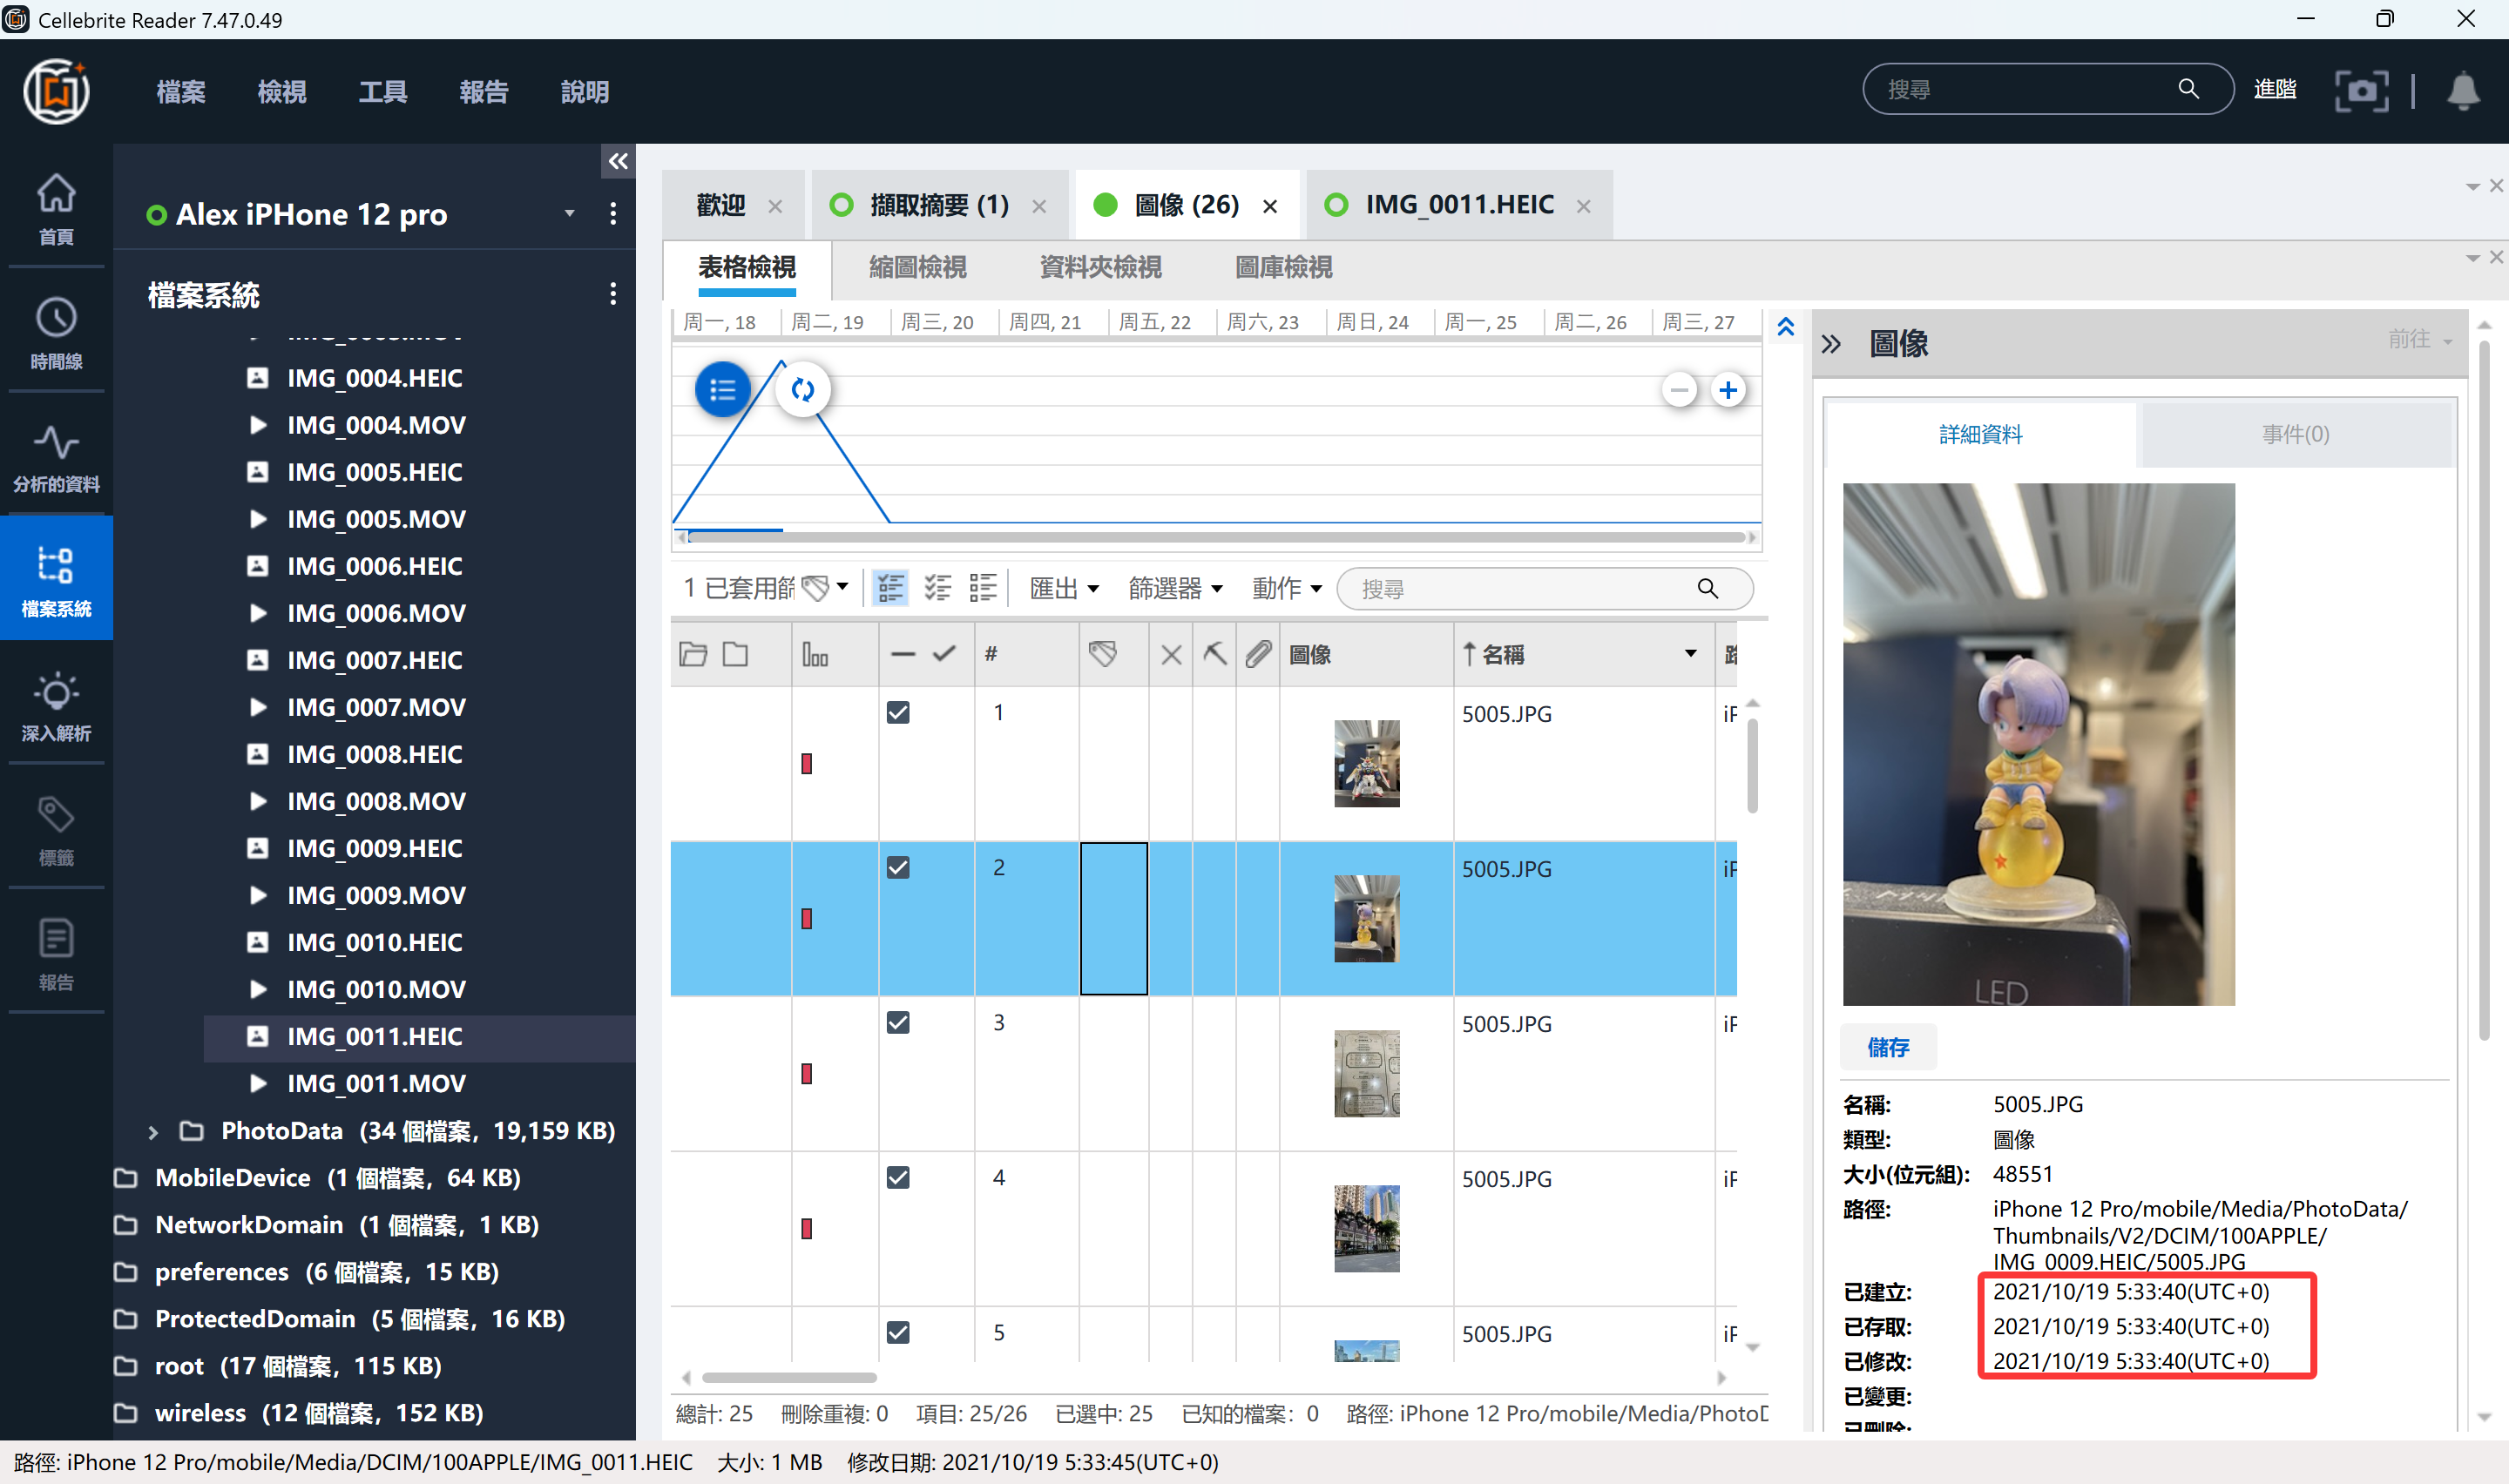 Cellebrite Reader 7.47.0.49
檔案 檢視 工具 報告 說明
搜尋 進階
首頁
時間線
分析的資料
檔案系統
深入解析
標籤
報告
Alex iPHone 12 pro
檔案系統
IMG_0004.HEIC
IMG_0004.MOV
IMG_0005.HEIC
IMG_0005.MOV
IMG_0006.HEIC
IMG_0006.MOV
IMG_0007.HEIC
IMG_0007.MOV
IMG_0008.HEIC
IMG_0008.MOV
IMG_0009.HEIC
IMG_0009.MOV
IMG_0010.HEIC
IMG_0010.MOV
IMG_0011.HEIC
IMG_0011.MOV
PhotoData (34 個檔案，19,159 KB)
MobileDevice (1 個檔案，64 KB)
NetworkDomain (1 個檔案，1 KB)
preferences (6 個檔案，15 KB)
ProtectedDomain (5 個檔案，16 KB)
root (17 個檔案，115 KB)
wireless (12 個檔案，152 KB)
歡迎 擷取摘要 (1) 圖像 (26) IMG_0011.HEIC
表格檢視 縮圖檢視 資料夾檢視 圖庫檢視
周一, 18 周二, 19 周三, 20 周四, 21 周五, 22 周六, 23 周日, 24 周一, 25 周二, 26 周三, 27
1 已套用篩 匯出 篩選器 動作 搜尋
# 圖像 名稱 路
1 5005.JPG iP
2 5005.JPG iP
3 5005.JPG iP
4 5005.JPG iP
5 5005.JPG iP
總計: 25 刪除重複: 0 項目: 25/26 已選中: 25 已知的檔案: 0 路徑: iPhone 12 Pro/mobile/Media/PhotoD
圖像 前往
詳細資料 事件(0)
LED
儲存
名稱: 5005.JPG
類型: 圖像
大小(位元組): 48551
路徑: iPhone 12 Pro/mobile/Media/PhotoData/
Thumbnails/V2/DCIM/100APPLE/
IMG_0009.HEIC/5005.JPG
已建立: 2021/10/19 5:33:40(UTC+0)
已存取: 2021/10/19 5:33:40(UTC+0)
已修改: 2021/10/19 5:33:40(UTC+0)
已變更:
路徑: iPhone 12 Pro/mobile/Media/DCIM/100APPLE/IMG_0011.HEIC 大小: 1 MB 修改日期: 2021/10/19 5:33:45(UTC+0)